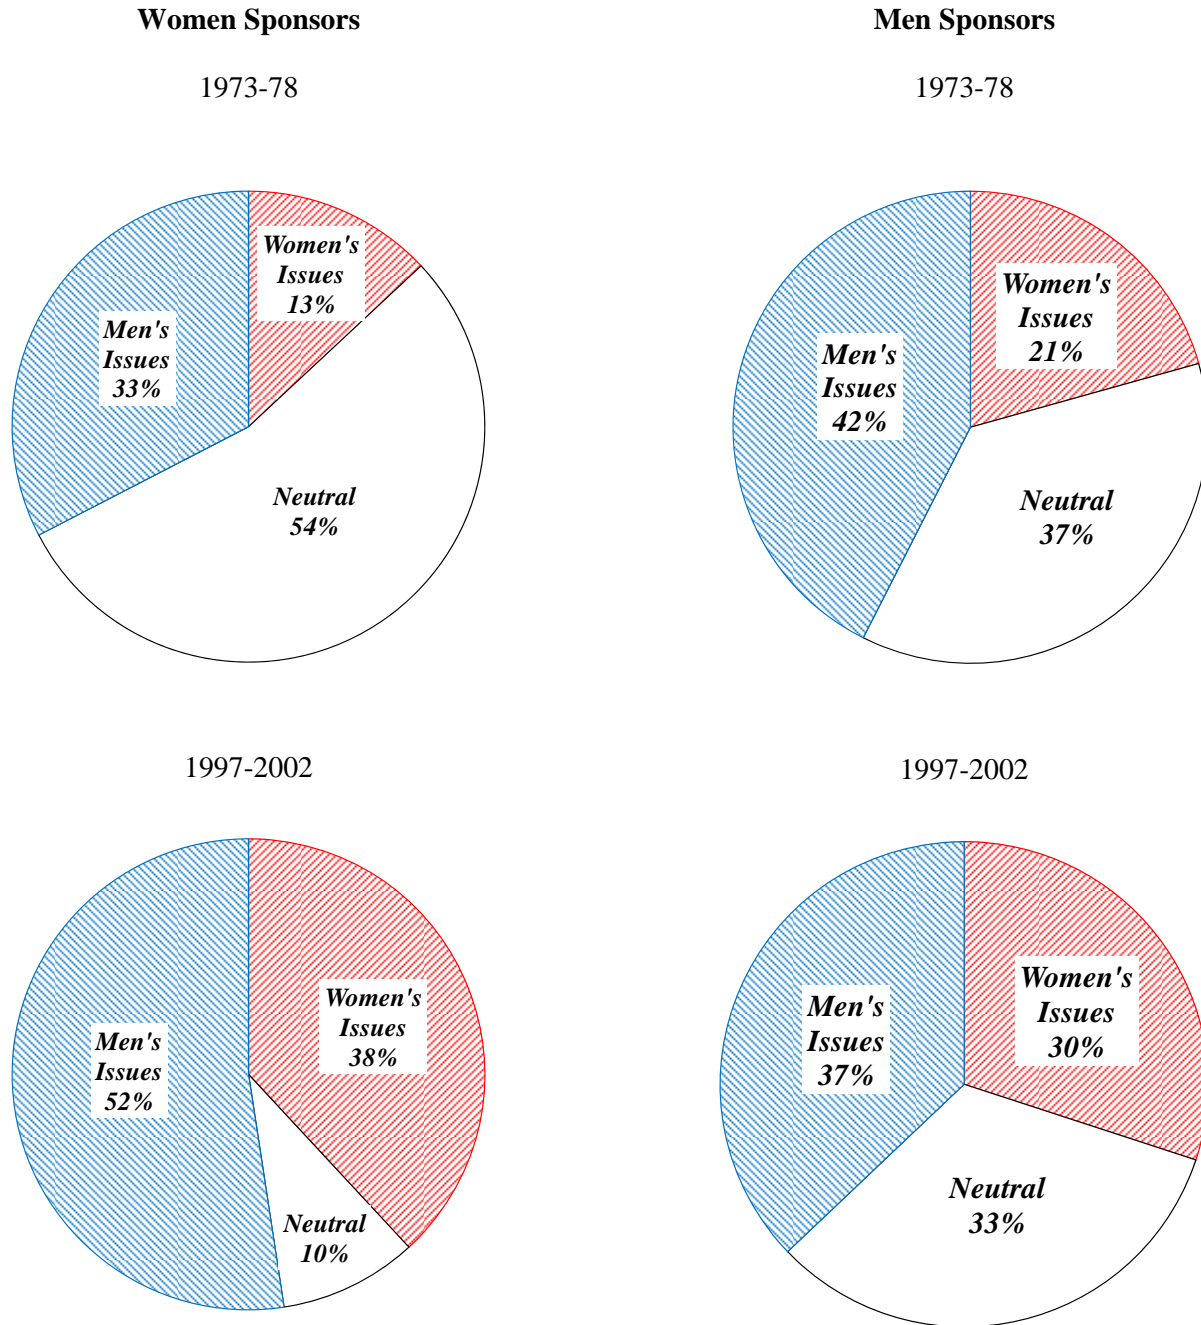 Women Sponsors
Men Sponsors
1973-78
1973-78
Women's
Issues
13%
Men's
Issues
33%
Neutral
54%
Women's
Issues
21%
Men's
Issues
42%
Neutral
37%
1997-2002
1997-2002
Women's
Issues
38%
Men's
Issues
52%
Neutral
10%
Women's
Issues
30%
Men's
Issues
37%
Neutral
33%